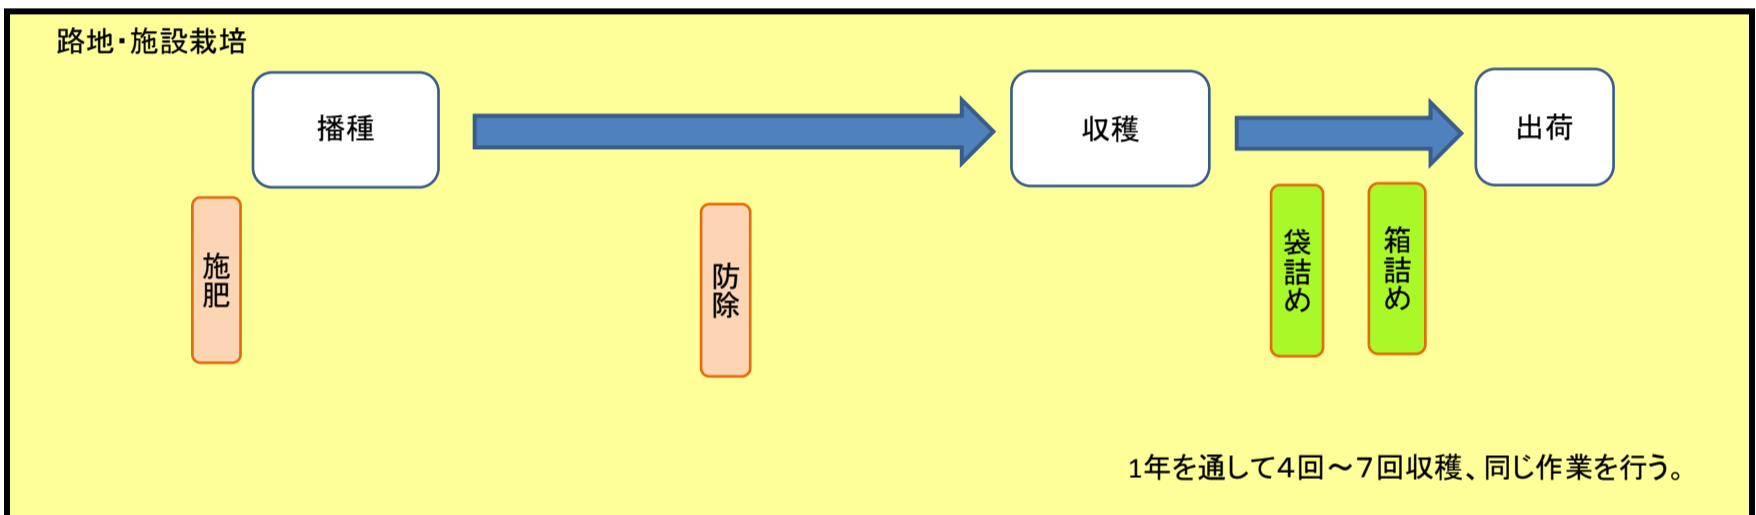 路地・施設栽培
播種
収穫
出荷
施肥
防除
袋詰め
箱詰め
1年を通して４回～７回収穫、同じ作業を行う。